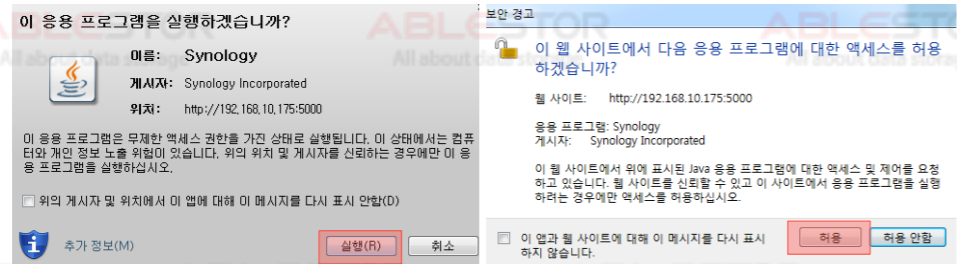 이 응용 프로그램을 실행하겠습니까?
이름: Synology
게시자: Synology Incorporated
위치: http://192.168.10.175:5000
이 응용 프로그램은 무제한 액세스 권한을 가진 상태로 실행됩니다. 이 상태에서는 컴퓨
터와 개인 정보 노출 위험이 있습니다. 위의 위치 및 게시자를 신뢰하는 경우에만 이 응
용 프로그램을 실행하십시오.
위의 게시자 및 위치에서 이 앱에 대해 이 메시지를 다시 표시 안함(D)
추가 정보(M)
실행(R)
취소
보안 경고
이 웹 사이트에서 다음 응용 프로그램에 대한 액세스를 허용
하겠습니까?
웹 사이트: http://192.168.10.175:5000
응용 프로그램: Synology
게시자: Synology Incorporated
이 웹 사이트에서 위에 표시된 Java 응용 프로그램에 대한 액세스 및 제어를 요청
하고 있습니다. 웹 사이트를 신뢰할 수 있고 이 사이트에서 응용 프로그램을 실행
하려는 경우에만 액세스를 허용하십시오.
이 앱과 웹 사이트에 대해 이 메시지를 다시 표시
하지 않습니다.
허용
허용 안함
ABLESTOR
All about data storage